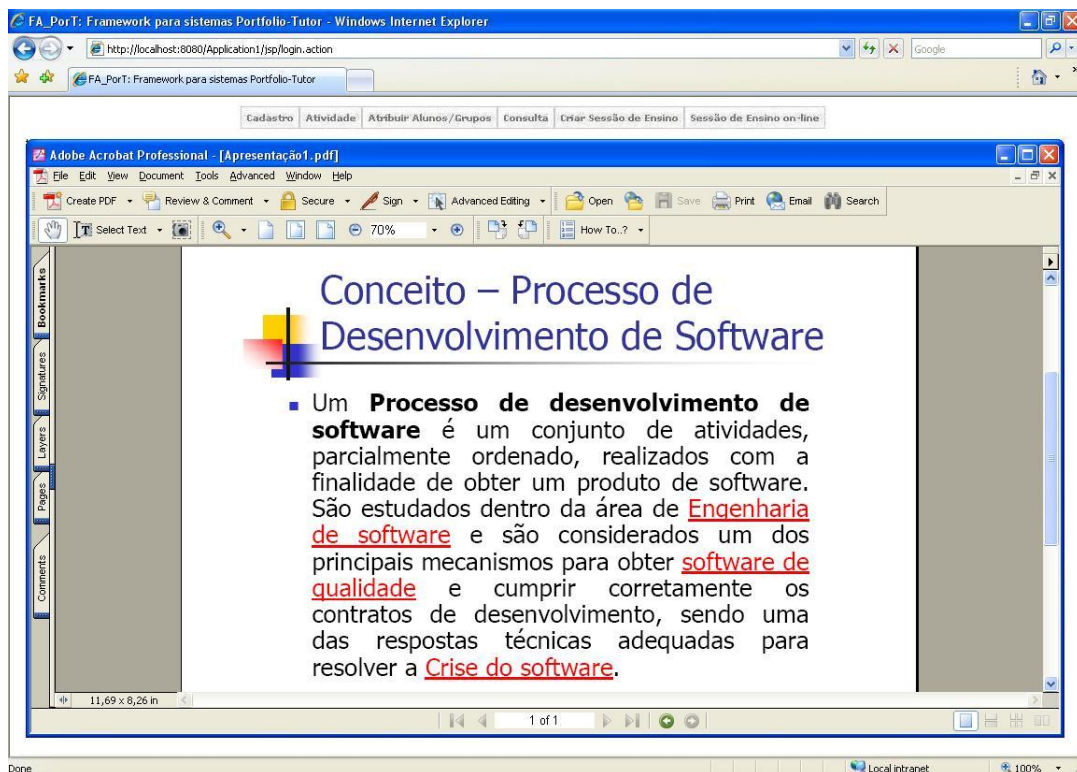 FA_PorT: Framework para sistemas Portfolio-Tutor - Windows Internet Explorer
http://localhost:8080/Application1/jsp/login.action
Google
FA_PorT: Framework para sistemas Portfolio-Tutor
Cadastro Atividade Atribuir Alunos/Grupos Consulta Criar Sessão de Ensino Sessão de Ensino on-line
Adobe Acrobat Professional - [Apresentação1.pdf]
File Edit View Document Tools Advanced Window Help
Create PDF Review & Comment Secure Sign Advanced Editing Open Save Print Email Search
Select Text 70% How To..?
Bookmarks
Signatures
Layers
Pages
Comments
Conceito – Processo de
Desenvolvimento de Software
Um Processo de desenvolvimento de
software é um conjunto de atividades,
parcialmente ordenado, realizados com a
finalidade de obter um produto de software.
São estudados dentro da área de Engenharia
de software e são considerados um dos
principais mecanismos para obter software de
qualidade e cumprir corretamente os
contratos de desenvolvimento, sendo uma
das respostas técnicas adequadas para
resolver a Crise do software.
11,69 x 8,26 in
1 of 1
Done Local intranet 100%